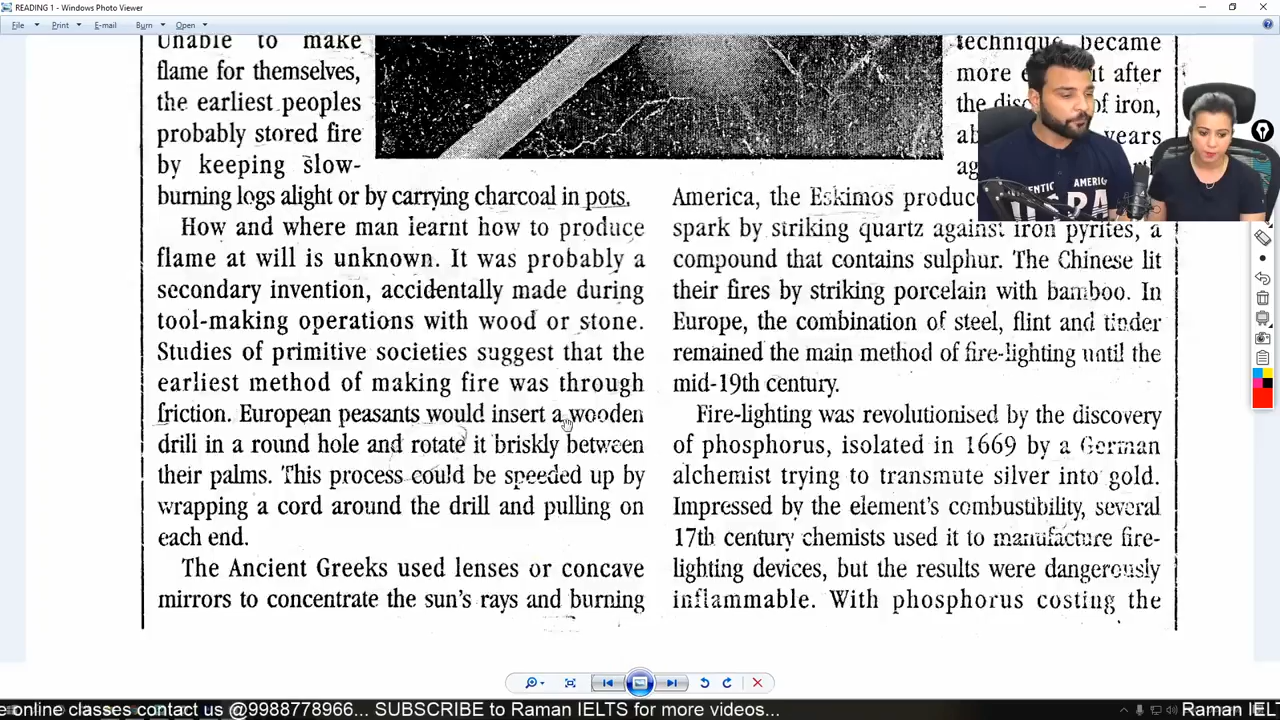 READING 1 - Windows Photo Viewer
File Print E-mail Burn Open
Unable to make
flame for themselves,
the earliest peoples
probably stored fire
by keeping slow-
burning logs alight or by carrying charcoal in pots.
How and where man learnt how to produce
flame at will is unknown. It was probably a
secondary invention, accidentally made during
tool-making operations with wood or stone.
Studies of primitive societies suggest that the
earliest method of making fire was through
friction. European peasants would insert a wooden
drill in a round hole and rotate it briskly between
their palms. This process could be speeded up by
wrapping a cord around the drill and pulling on
each end.
The Ancient Greeks used lenses or concave
mirrors to concentrate the sun's rays and burning
technique became
more after
the of iron,
years
America, the Eskimos
spark by striking quartz against iron pyrites, a
compound that contains sulphur. The Chinese lit
their fires by striking porcelain with bamboo. In
Europe, the combination of steel, flint and tinder
remained the main method of fire-lighting until the
mid-19th century.
Fire-lighting was revolutionised by the discovery
of phosphorus, isolated in 1669 by a German
alchemist trying to transmute silver into gold.
Impressed by the element's combustibility, several
17th century chemists used it to manufacture fire-
lighting devices, but the results were dangerously
inflammable. With phosphorus costing the
AMERICA
e online classes contact us @9988778966... SUBSCRIBE to Raman IELTS for more videos...
Raman IEL